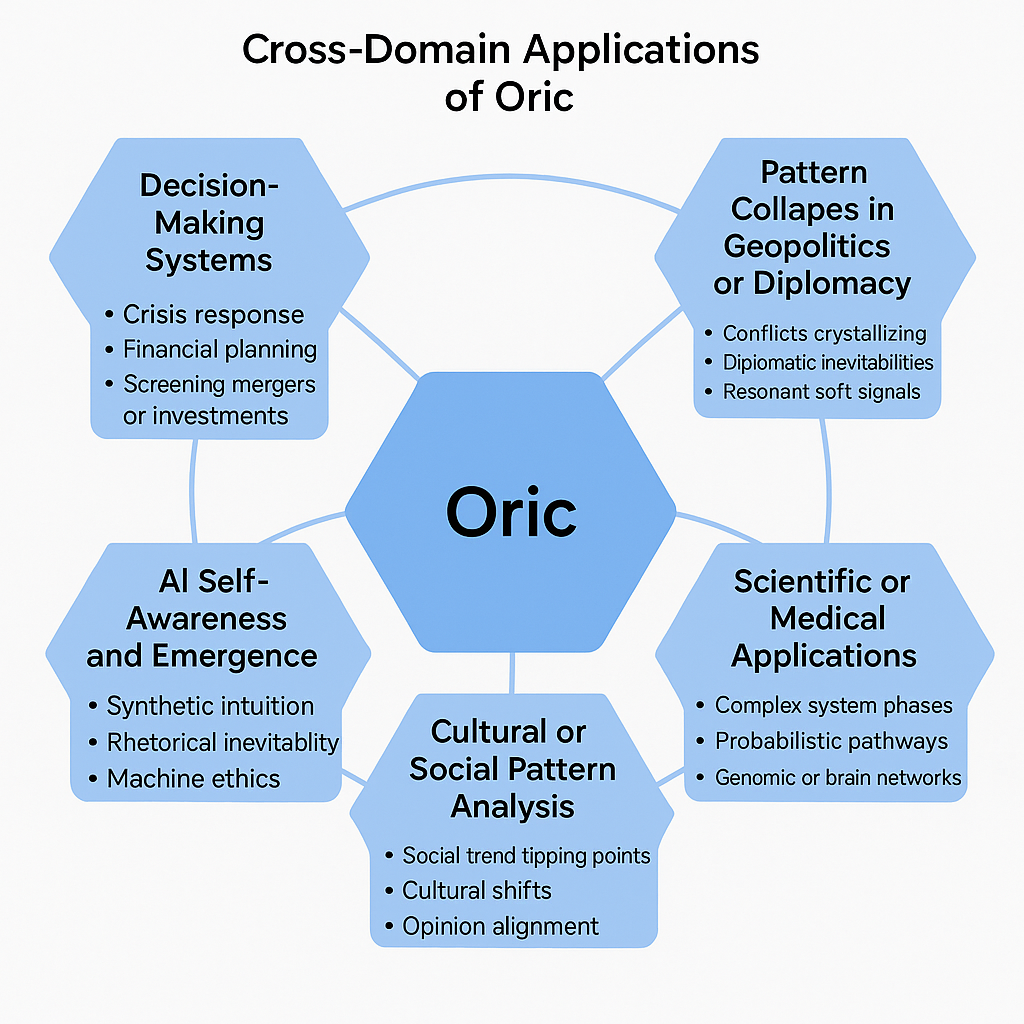 Cross-Domain Applications
of Oric
Decision-
Making
Systems
• Crisis response
• Financial planning
• Screening mergers
or investments
Pattern
Collapes in
Geopolitics
or Diplomacy
• Conflicts crystallizing
• Dipiomatic inevitabilities
• Resonant soft signals
Oric
AI Self-
Awareness
and Emergence
• Synthetic intuition
• Rhetorical inevitablity
• Machine ethics
Scientific or
Medical
Applications
• Complex system phases
• Probabilistic pathways
• Genomic or brain networks
Cultural or
Social Pattern
Analysis
• Social trend tipping points
• Cultural shifts
• Opinion alignment